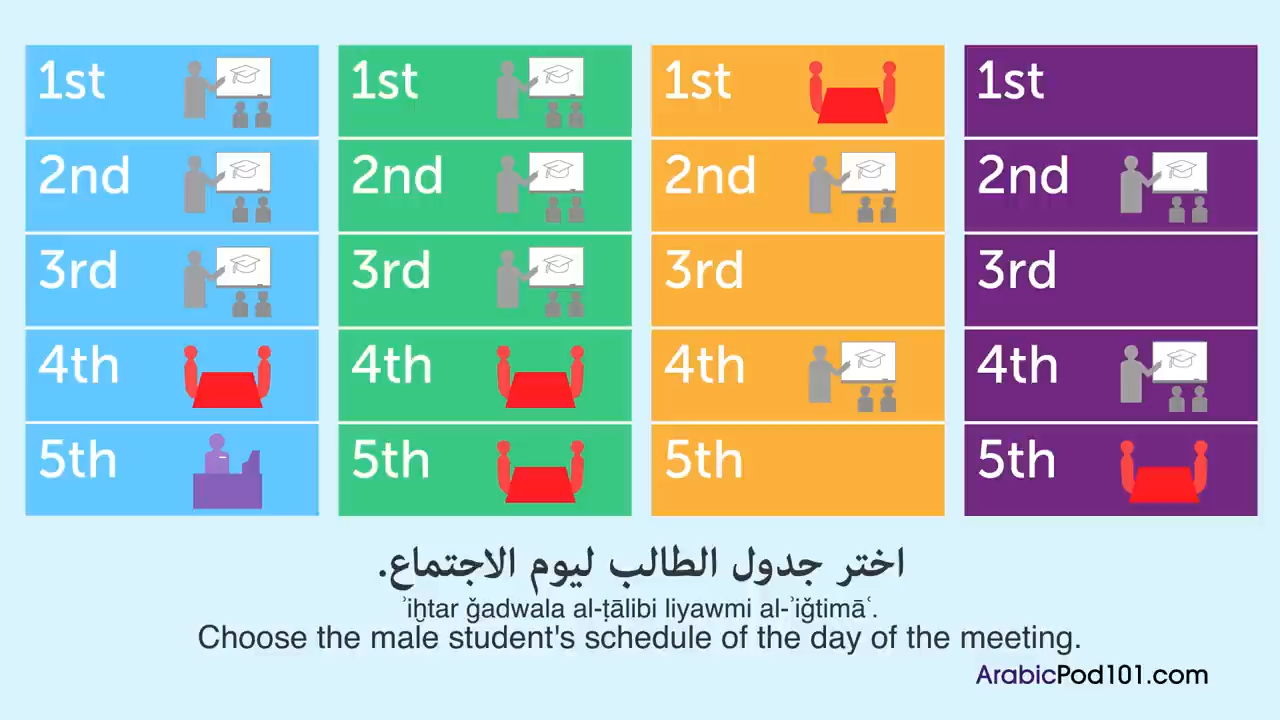 1st 1st 1st 1st
2nd 2nd 2nd 2nd
3rd 3rd 3rd 3rd
4th 4th 4th 4th
5th 5th 5th 5th
اختر جدول الطالب ليوم الاجتماع.
ʾiḫtar ǧadwala al-ṭālibi liyawmi al-ʾiǧtimāʿ.
Choose the male student's schedule of the day of the meeting.
ArabicPod101.com